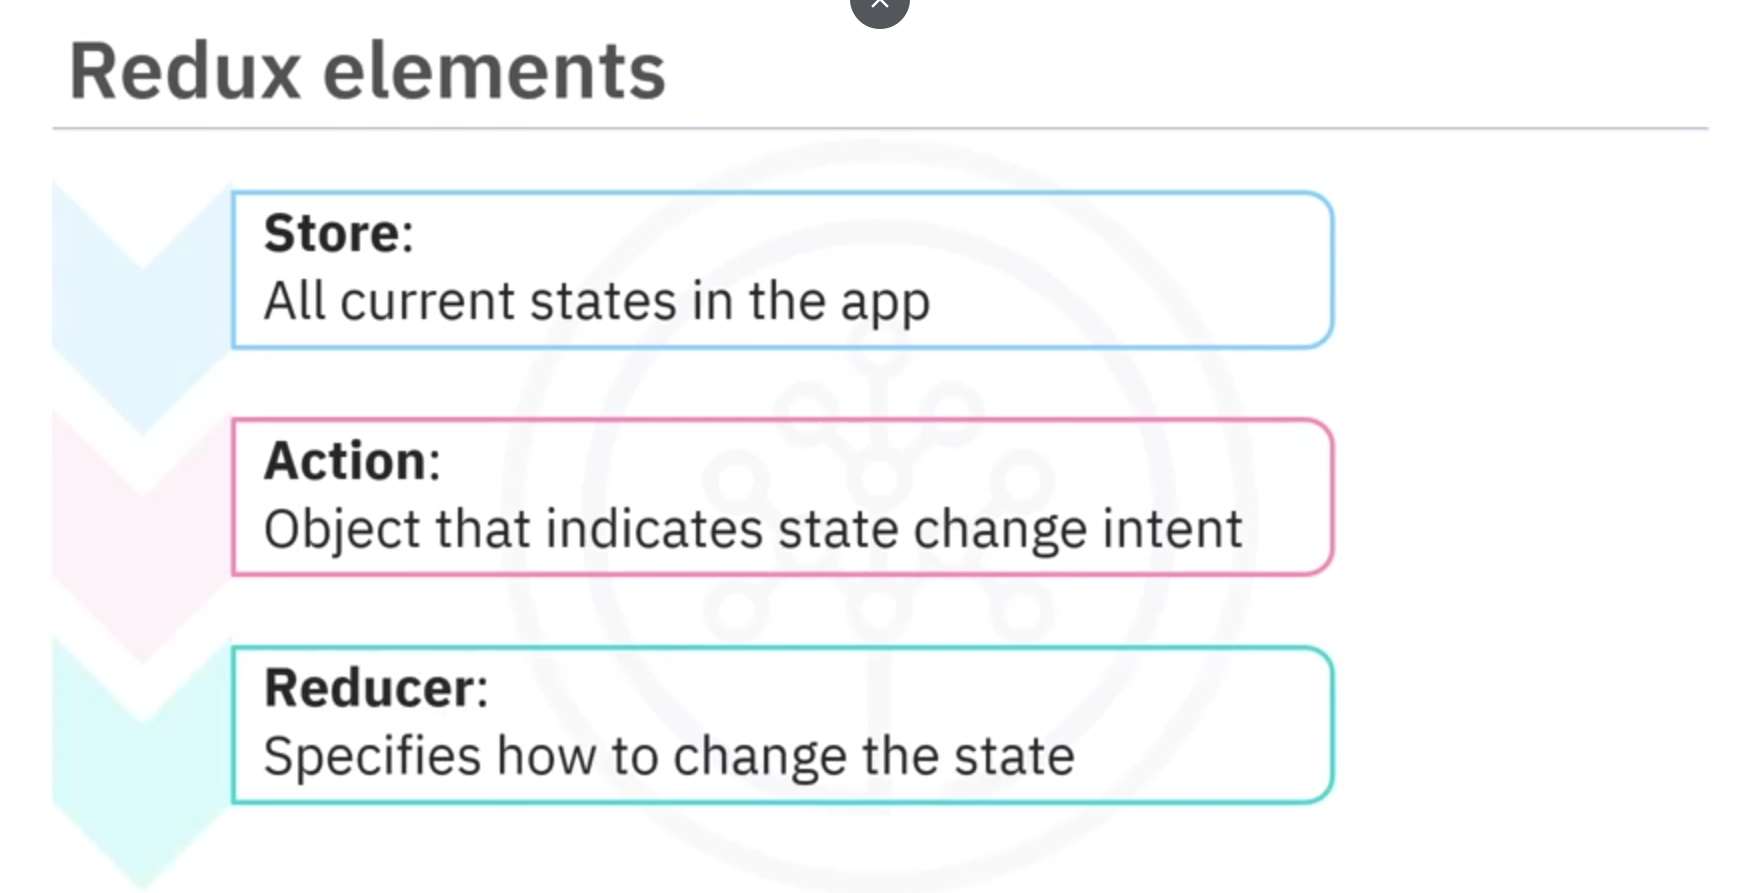 Redux elements
Store:
All current states in the app
Action:
Object that indicates state change intent
Reducer:
Specifies how to change the state